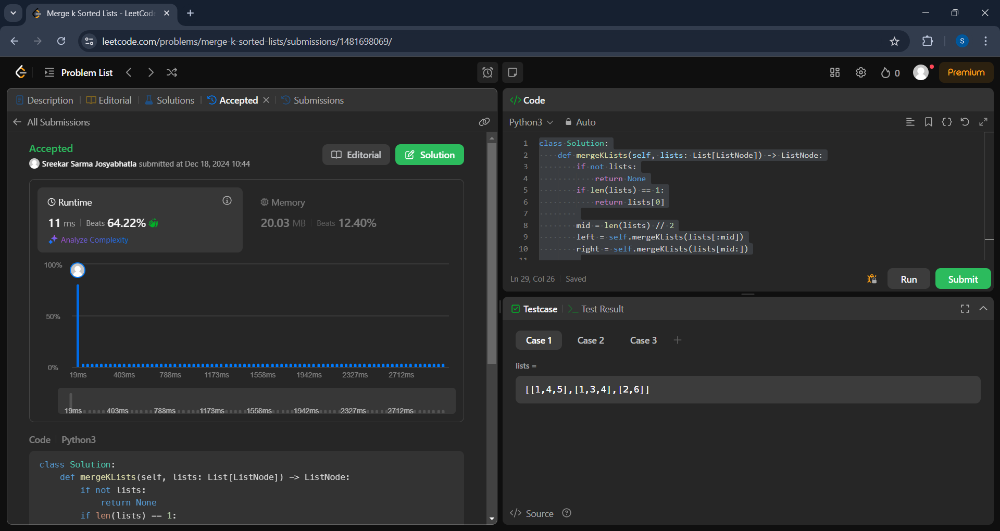 Merge k Sorted Lists - LeetCode
leetcode.com/problems/merge-k-sorted-lists/submissions/1481698069/
S
Problem List
0
Premium
Description
Editorial
Solutions
Accepted
Submissions
All Submissions
Accepted
Editorial
Solution
Sreekar Sarma Josyabhatla submitted at Dec 18, 2024 10:44
Runtime
11 ms
Beats 64.22%
Analyze Complexity
Memory
20.03 MB
Beats 12.40%
100%
50%
0%
19ms 403ms 788ms 1173ms 1558ms 1942ms 2327ms 2712ms
19ms 403ms 788ms 1173ms 1558ms 1942ms 2327ms 2712ms
Code
Python3
class Solution:
    def mergeKLists(self, lists: List[ListNode]) -> ListNode:
        if not lists:
            return None
        if len(lists) == 1:
</> Code
Python3
Auto
1 class Solution:
2     def mergeKLists(self, lists: List[ListNode]) -> ListNode:
3         if not lists:
4             return None
5         if len(lists) == 1:
6             return lists[0]
7
8         mid = len(lists) // 2
9         left = self.mergeKLists(lists[:mid])
10         right = self.mergeKLists(lists[mid:])
11
Ln 29, Col 26
Saved
Run
Submit
Testcase
Test Result
Case 1
Case 2
Case 3
lists =
[[1,4,5],[1,3,4],[2,6]]
</> Source